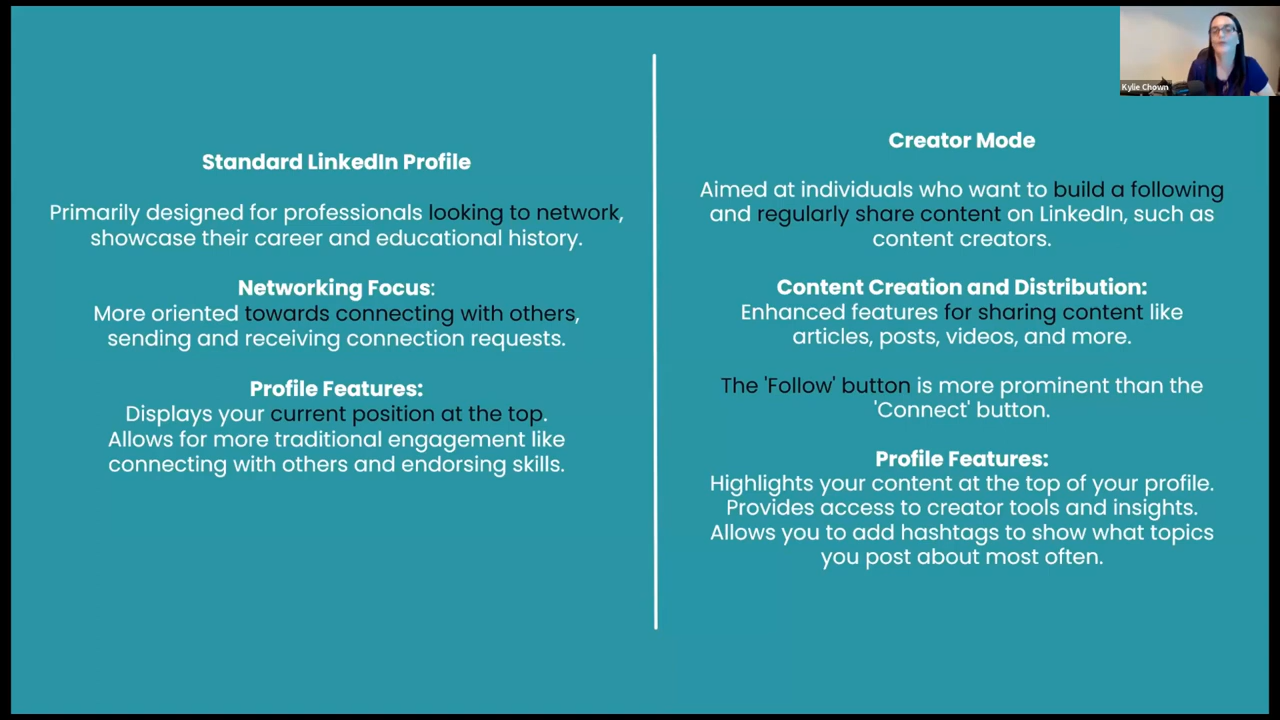 Standard LinkedIn Profile
Primarily designed for professionals looking to network,
showcase their career and educational history.
Networking Focus:
More oriented towards connecting with others,
sending and receiving connection requests.
Profile Features:
Displays your current position at the top.
Allows for more traditional engagement like
connecting with others and endorsing skills.
Creator Mode
Aimed at individuals who want to build a following
and regularly share content on LinkedIn, such as
content creators.
Content Creation and Distribution:
Enhanced features for sharing content like
articles, posts, videos, and more.
The 'Follow' button is more prominent than the
'Connect' button.
Profile Features:
Highlights your content at the top of your profile.
Provides access to creator tools and insights.
Allows you to add hashtags to show what topics
you post about most often.
Kylie Chown